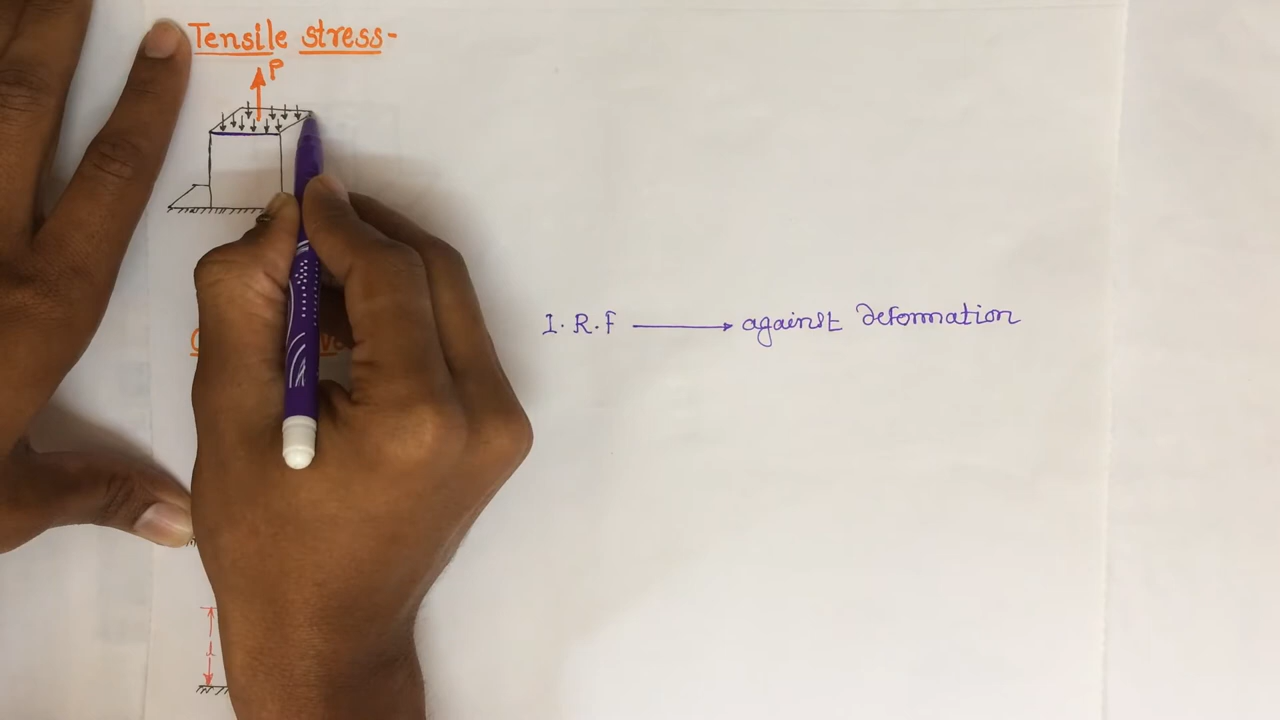 Tensile stress-
P
I. R. F → against deformation
l